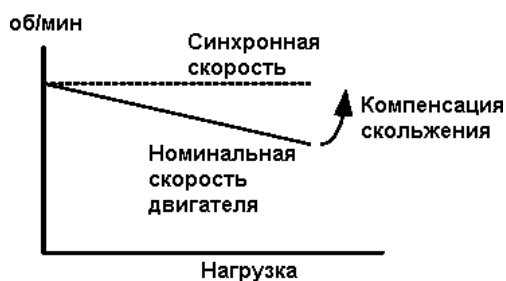 об/мин
Синхронная
скорость
Компенсация
скольжения
Номинальная
скорость
двигателя
Нагрузка